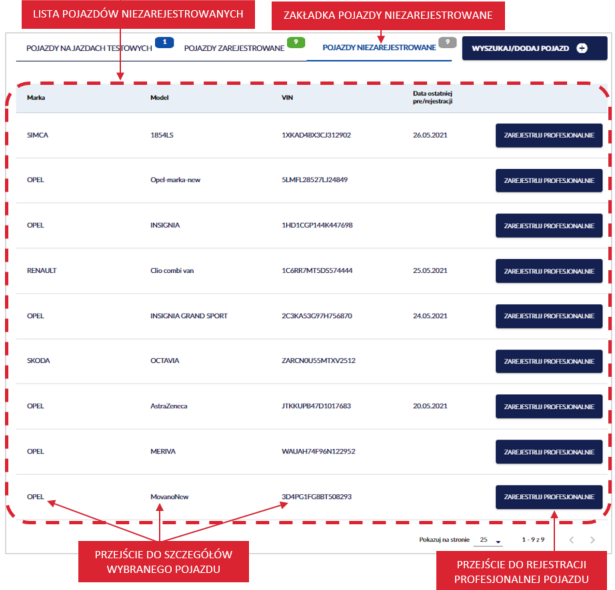 LISTA POJAZDÓW NIEZAREJESTROWANYCH
ZAKŁADKA POJAZDY NIEZAREJESTROWANE
POJAZDY NA JAZDACH TESTOWYCH 1 POJAZDY ZAREJESTROWANE 9 POJAZDY NIEZAREJESTROWANE 9 WYSZUKAJ/DODAJ POJAZD
Marka Model VIN Data ostatniej pre/rejestracji
SIMCA 1854LS 1XKAD48X3CJ312902 26.05.2021 ZAREJESTRUJ PROFESJONALNIE
OPEL Opel-marka-new 5LMFL28527LJ24849 ZAREJESTRUJ PROFESJONALNIE
OPEL INSIGNIA 1HD1CGP144K447698 ZAREJESTRUJ PROFESJONALNIE
RENAULT Clio combi van 1C6RR7MT5DS574444 25.05.2021 ZAREJESTRUJ PROFESJONALNIE
OPEL INSIGNIA GRAND SPORT 2C3KA53G97H756870 24.05.2021 ZAREJESTRUJ PROFESJONALNIE
SKODA OCTAVIA ZARCN0U55MTXV2512 ZAREJESTRUJ PROFESJONALNIE
OPEL AstraZeneca JTKKUPB47D1017683 20.05.2021 ZAREJESTRUJ PROFESJONALNIE
OPEL MERIVA WAUAH74F96N122952 ZAREJESTRUJ PROFESJONALNIE
OPEL MovanoNew 3D4PG1FG8BT508293 ZAREJESTRUJ PROFESJONALNIE
Pokazuj na stronie 25 1 - 9 z 9
PRZEJŚCIE DO SZCZEGÓŁÓW
WYBRANEGO POJAZDU
PRZEJŚCIE DO REJESTRACJI
PROFESJONALNEJ POJAZDU